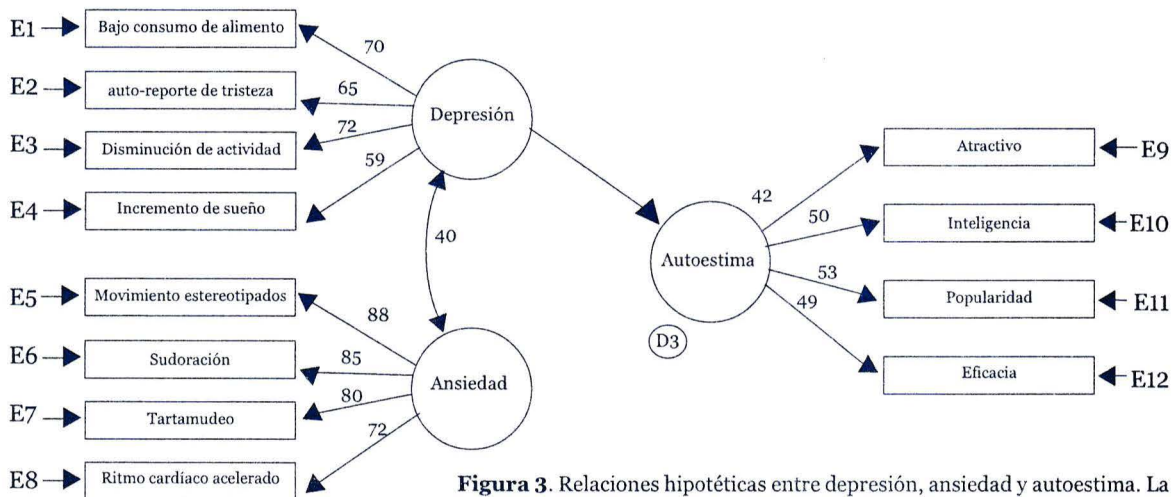 E1
Bajo consumo de alimento
70
E2
auto-reporte de tristeza
65
Depresión
E3
Disminución de actividad
72
E4
Incremento de sueño
59
40
E5
Movimiento estereotipados
88
E6
Sudoración
85
Ansiedad
E7
Tartamudeo
80
E8
Ritmo cardíaco acelerado
72
Autoestima
D3
42
Atractivo
E9
50
Inteligencia
E10
53
Popularidad
E11
49
Eficacia
E12
Figura 3. Relaciones hipotéticas entre depresión, ansiedad y autoestima. La